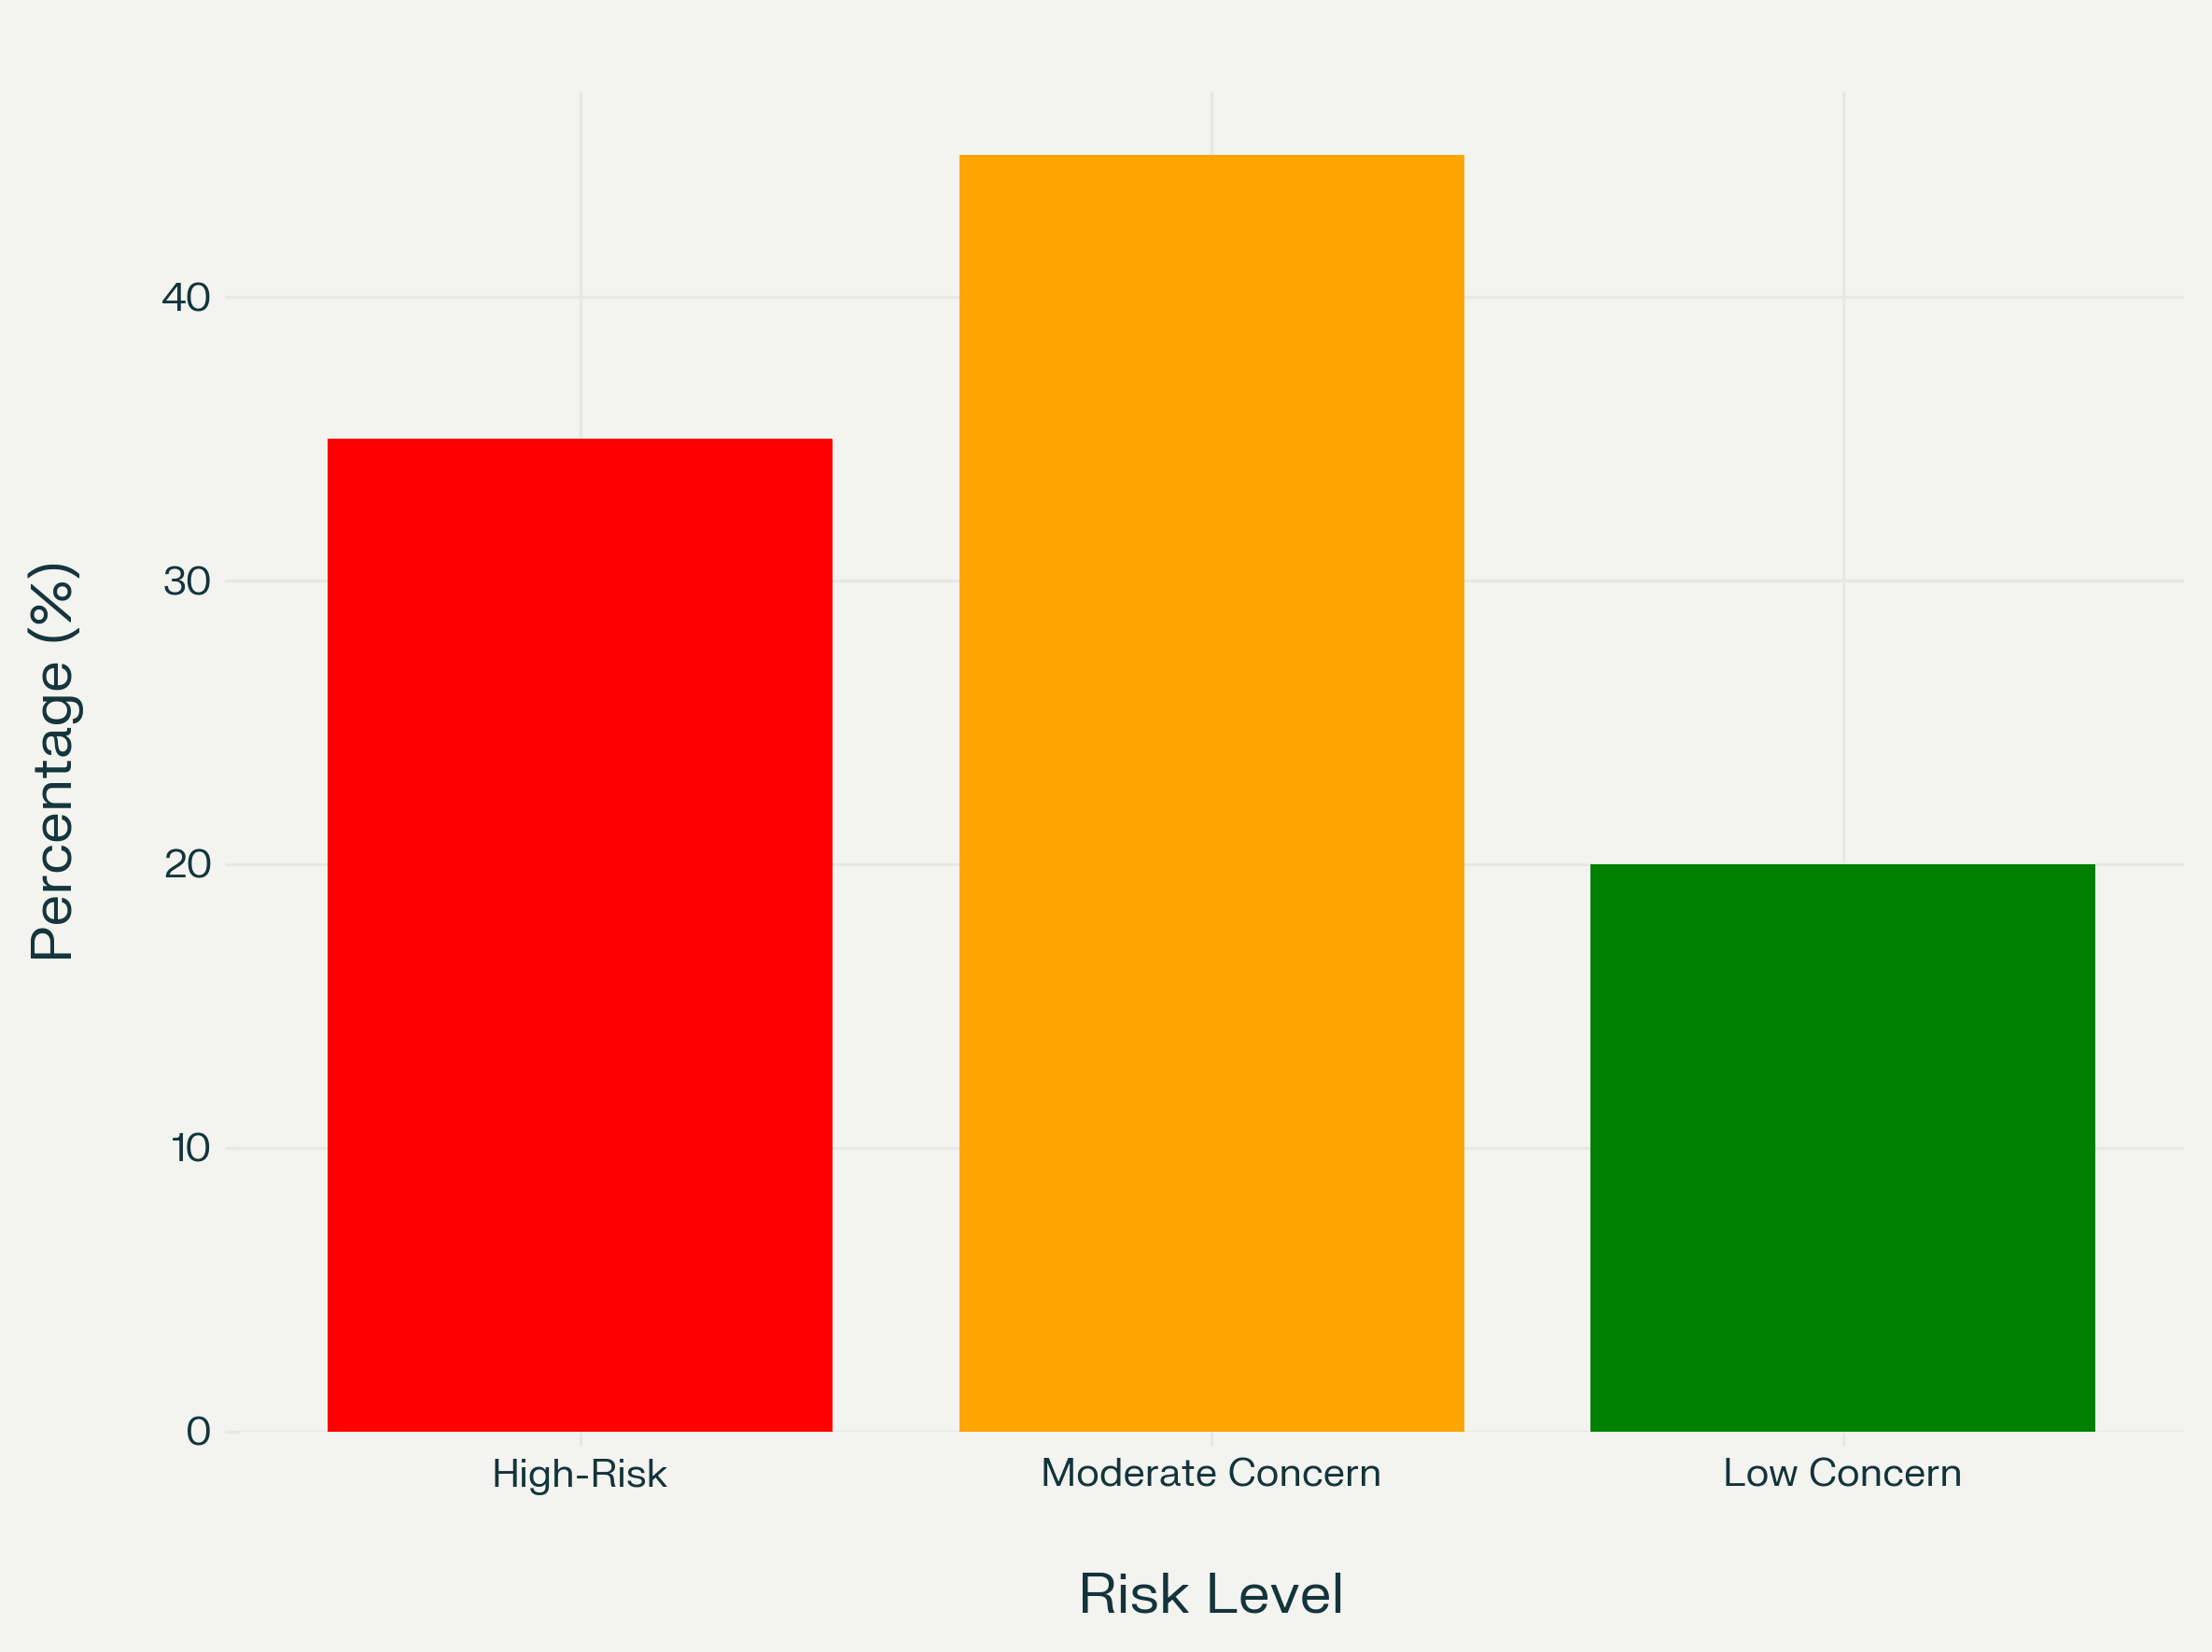 Percentage (%)
40
30
20
10
0
High-Risk
Moderate Concern
Low Concern
Risk Level